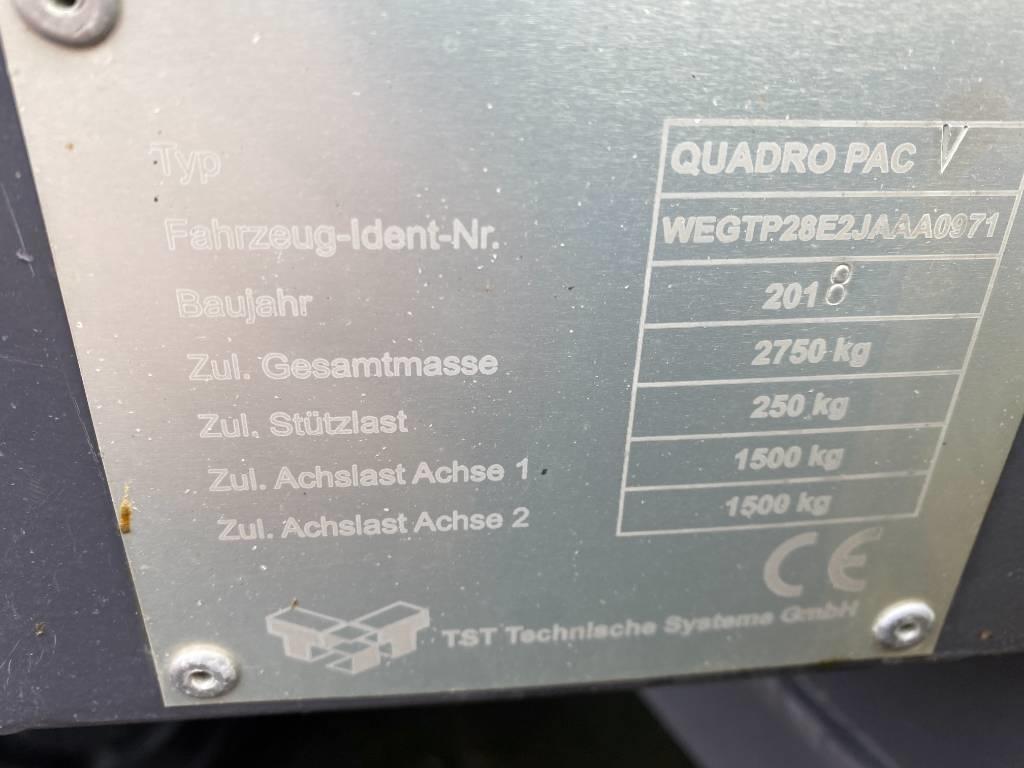 Typ QUADRO PAC V
Fahrzeug-Ident-Nr. WEGTP28E2JAAA0971
Baujahr 2018
Zul. Gesamtmasse 2750 kg
Zul. Stützlast 250 kg
Zul. Achslast Achse 1 1500 kg
Zul. Achslast Achse 2 1500 kg
CE
TST Technische Systeme GmbH